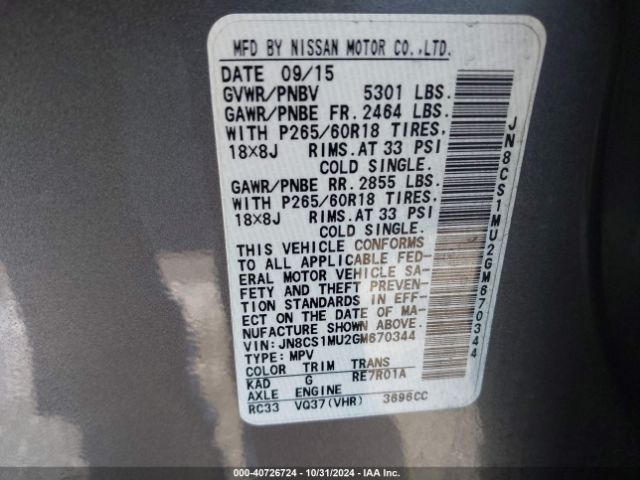 MFD BY NISSAN MOTOR CO.,LTD.
DATE 09/15
GVWR/PNBV 5301 LBS.
GAWR/PNBE FR. 2464 LBS.
WITH P265/60R18 TIRES,
18×8J RIMS. AT 33 PSI
COLD SINGLE.
GAWR/PNBE RR. 2855 LBS.
WITH P265/60R18 TIRES,
18×8J RIMS. AT 33 PSI
COLD SINGLE.
THIS VEHICLE CONFORMS
TO ALL APPLICABLE FED-
ERAL MOTOR VEHICLE SA-
FETY AND THEFT PREVEN-
TION STANDARDS IN EFF-
ECT ON THE DATE OF MA-
NUFACTURE SHOWN ABOVE.
VIN: JN8CS1MU2GM670344
TYPE: MPV
COLOR TRIM TRANS
KAD G RE7R01A
AXLE ENGINE
RC33 VQ37(VHR) 3696CC
JN8CS1MU2GM670344
000-40726724 | 10/31/2024 | IAA Inc.